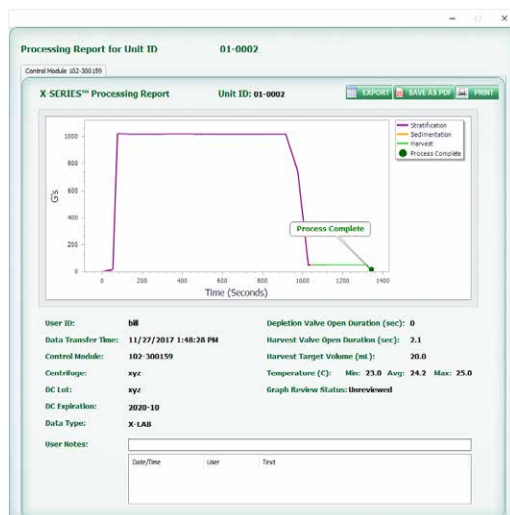 Processing Report for Unit ID 01-0002
Control Module 102-300159
X-SERIES™ Processing Report Unit ID: 01-0002 EXPORT SAVE AS PDF PRINT
Stratification
Sedimentation
Harvest
Process Complete
1000
800
600
400
200
0
G's
Process Complete
0 200 400 600 800 1000 1200 1400
Time (Seconds)
User ID: bill Depletion Valve Open Duration (sec): 0
Data Transfer Time: 11/27/2017 1:48:28 PM Harvest Valve Open Duration (sec): 2.1
Control Module: 102-300159 Harvest Target Volume (mL): 20.0
Centrifuge: xyz Temperature (C): Min: 23.0 Avg: 24.2 Max: 25.0
DC Lot: xyz Graph Review Status: Unreviewed
DC Expiration: 2020-10
Data Type: X-LAB
User Notes:
Date/Time User Text